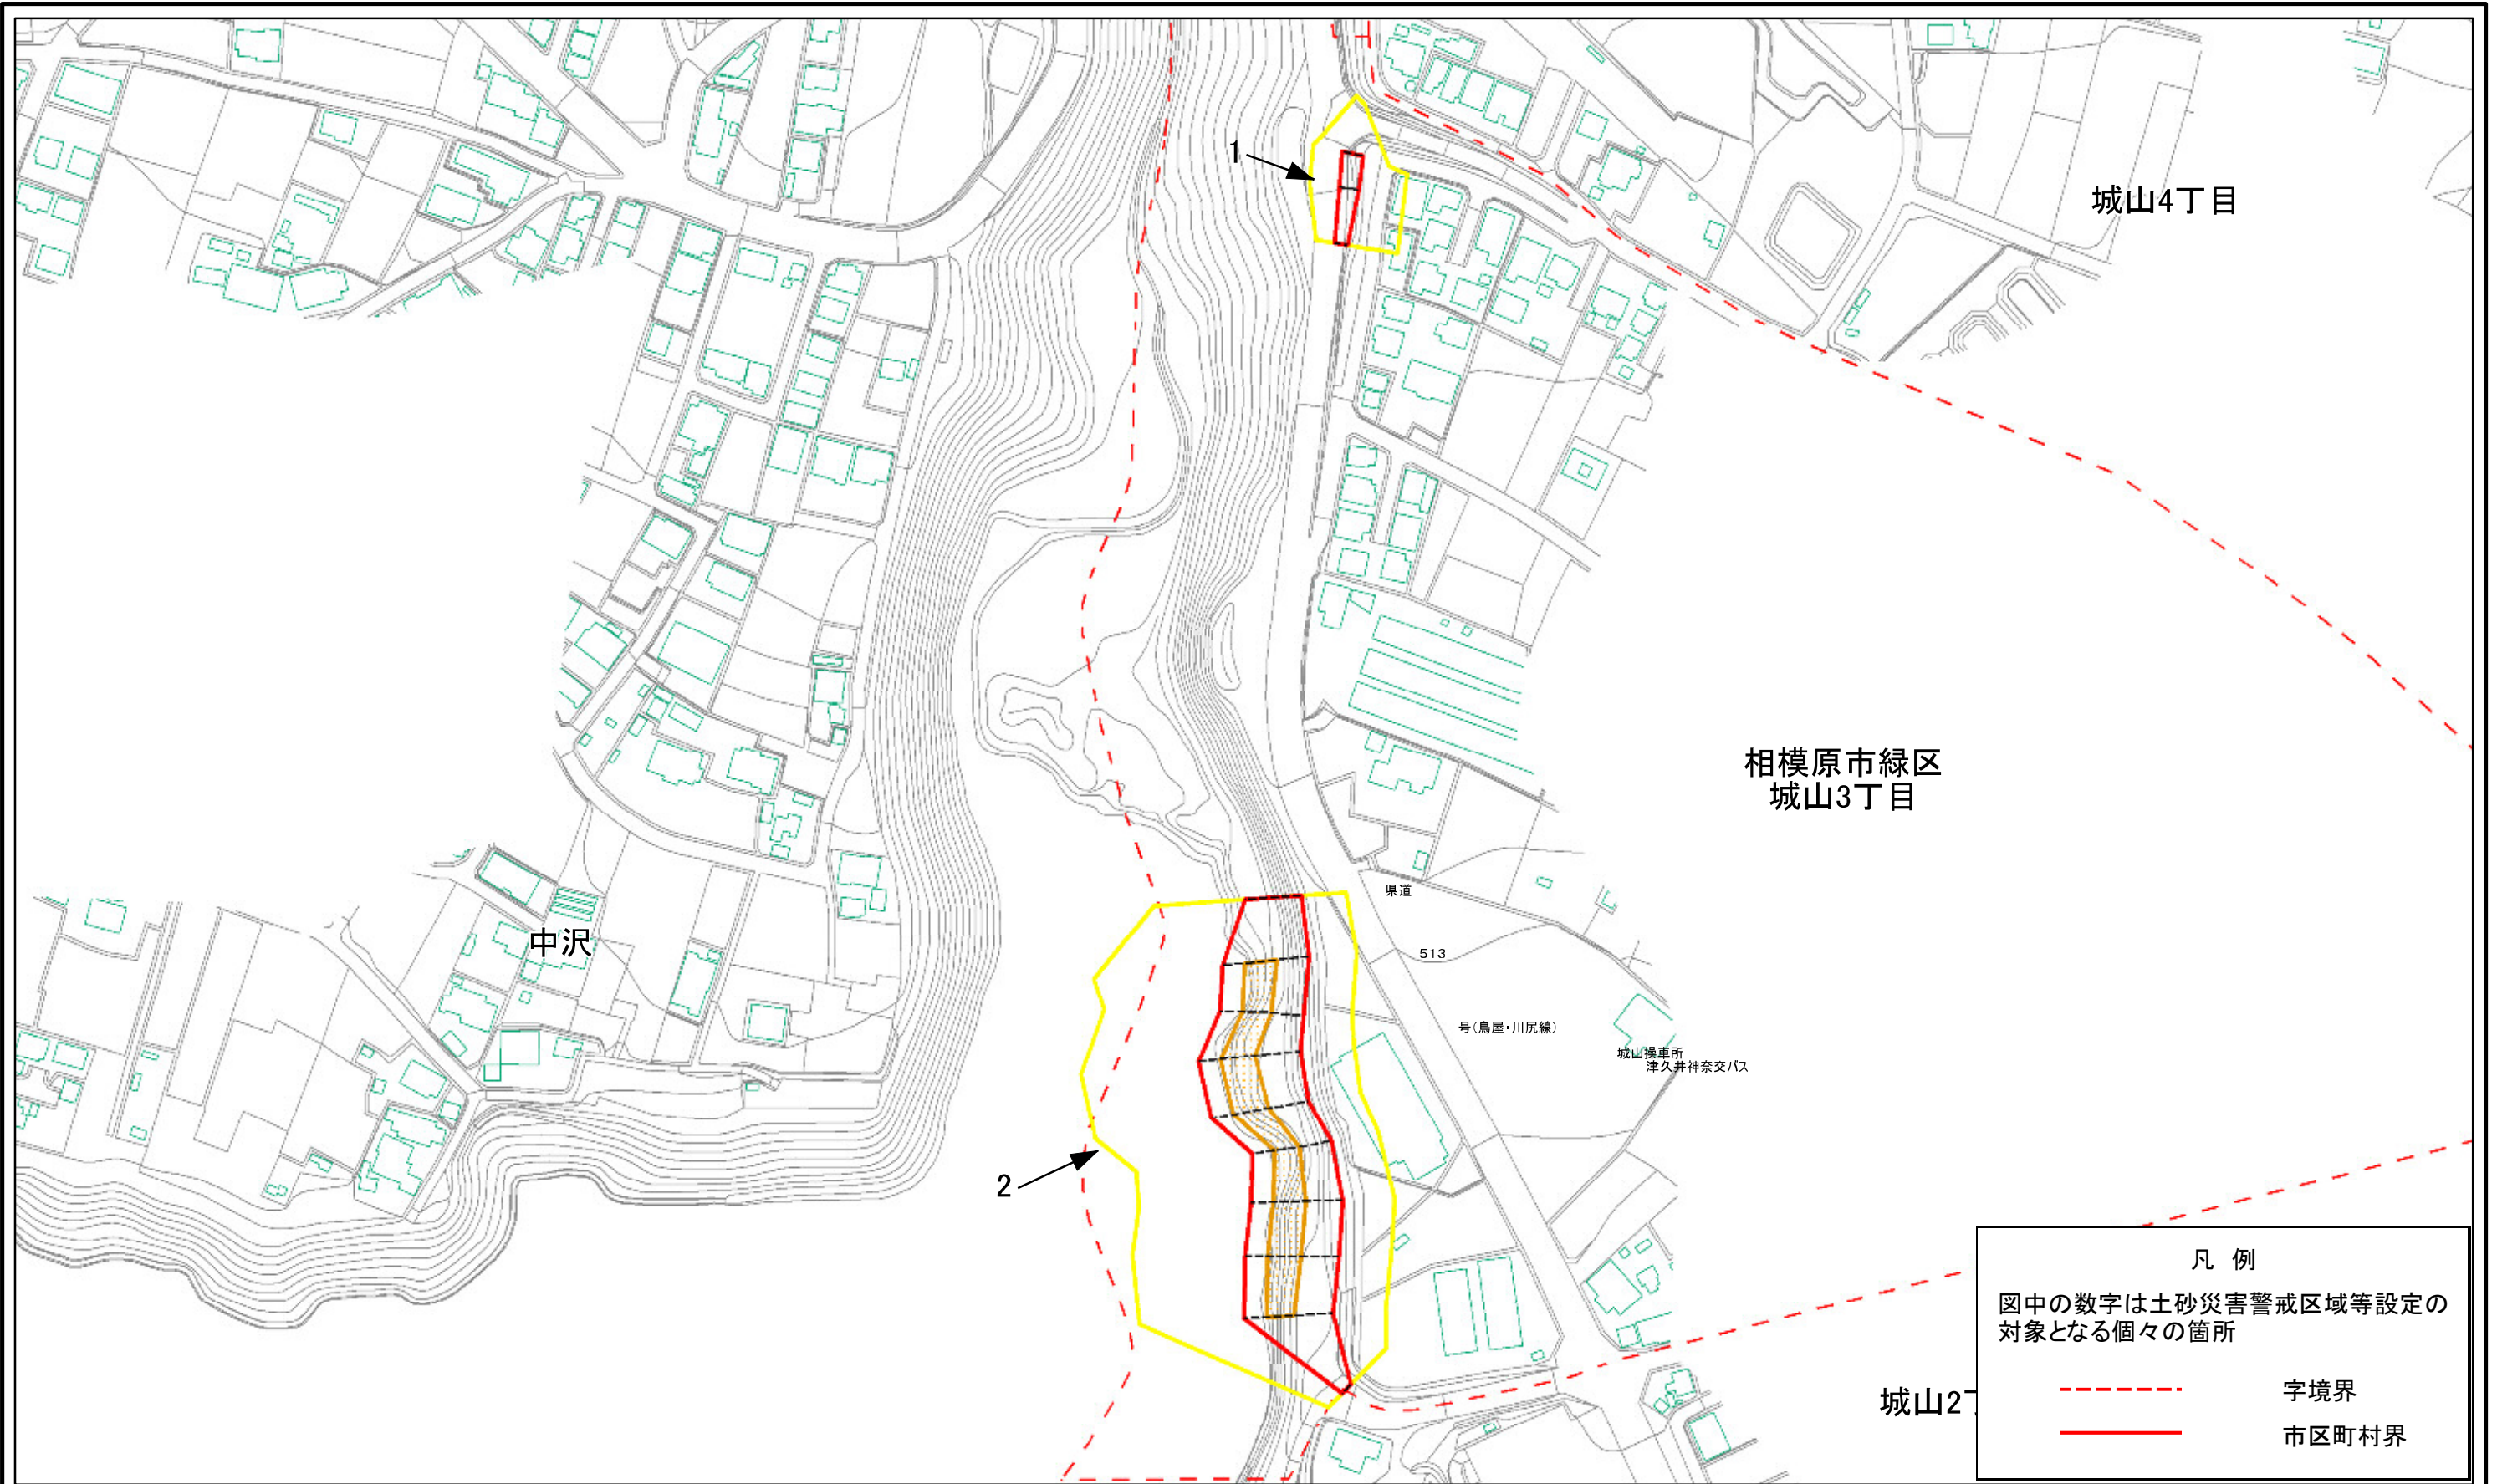 1
城山4丁目
相模原市緑区
城山3丁目
県道
中沢
513
号(鳥屋・川尻線)
城山操車所
津久井神奈交バス
2
凡 例
図中の数字は土砂災害警戒区域等設定の
対象となる個々の箇所
字境界
市区町村界
城山2丁